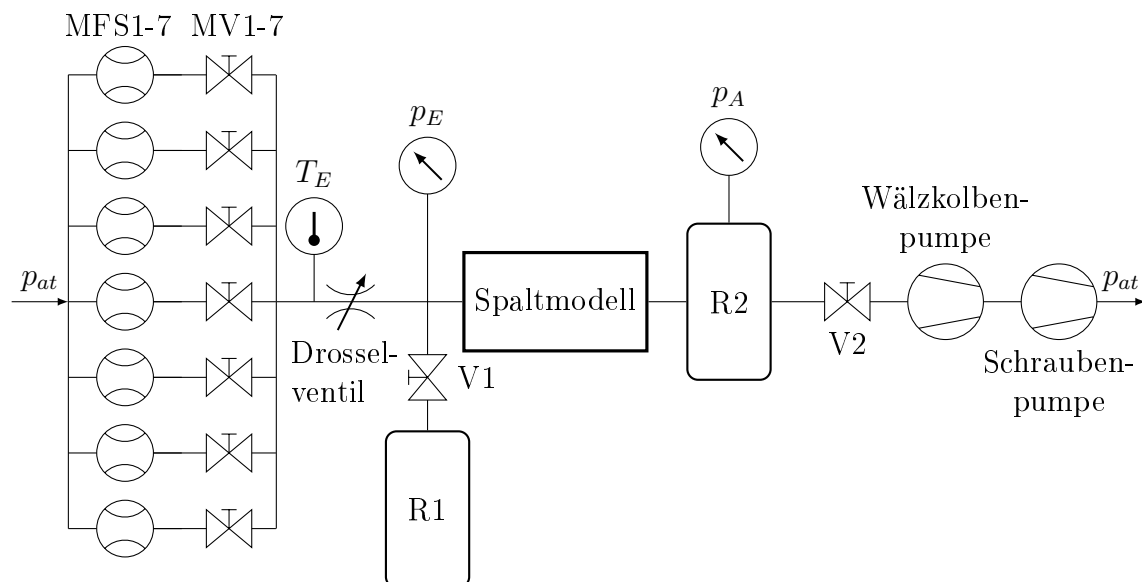 MFS1-7 MV1-7
p_E
p_A
T_E
Wälzkolben-
pumpe
p_at
Spaltmodell
R2
p_at
Drossel-
ventil
V1
V2
Schrauben-
pumpe
R1